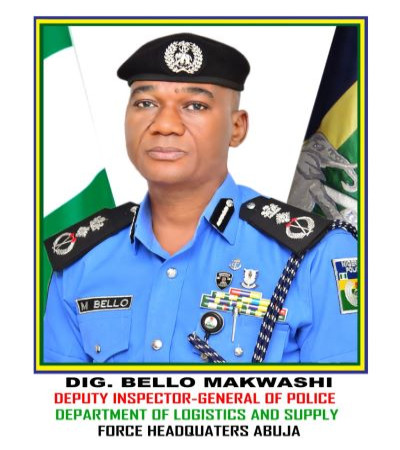 M BELLO
DIG. BELLO MAKWASHI
DEPUTY INSPECTOR-GENERAL OF POLICE
DEPARTMENT OF LOGISTICS AND SUPPLY
FORCE HEADQUATERS ABUJA